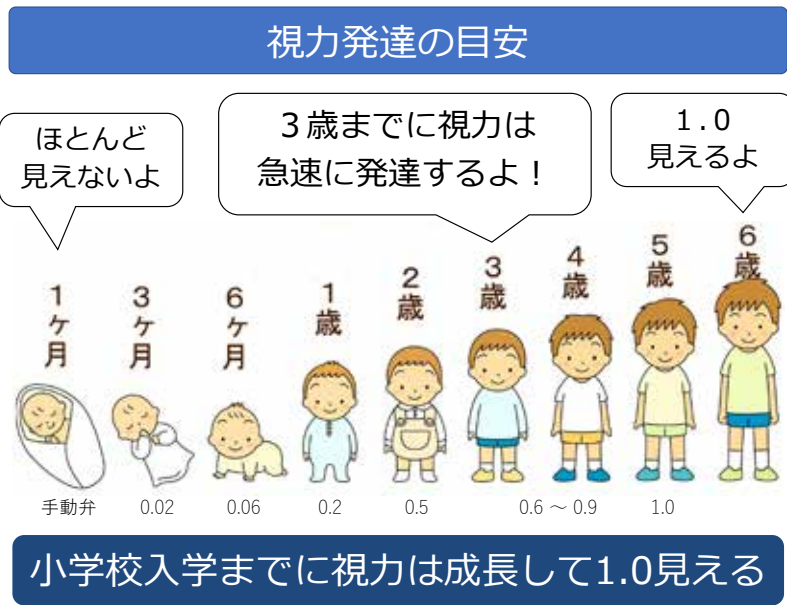 視力発達の目安
ほとんど
見えないよ
3歳までに視力は
急速に発達するよ！
1.0
見えるよ
1ヶ月
3ヶ月
6ヶ月
1歳
2歳
3歳
4歳
5歳
6歳
手動弁 0.02 0.06 0.2 0.5 0.6 ～ 0.9 1.0
小学校入学までに視力は成長して1.0見える